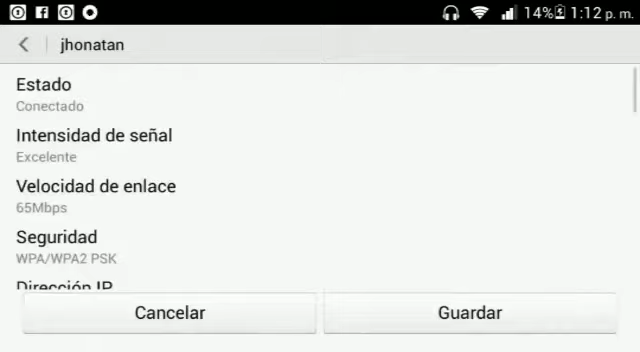 14% 1:12 p. m.
jhonatan
Estado
Conectado
Intensidad de señal
Excelente
Velocidad de enlace
65Mbps
Seguridad
WPA/WPA2 PSK
Dirección IP
Cancelar
Guardar